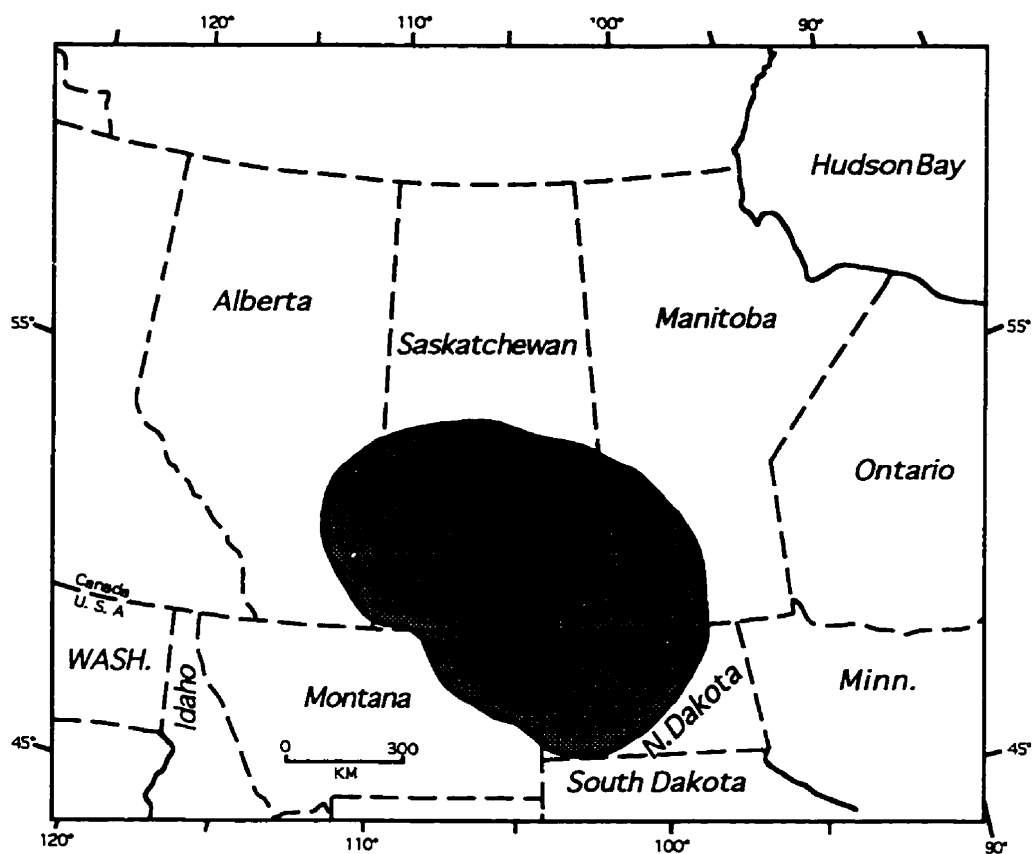 120° 110° 100° 90°
Hudson Bay
Alberta
Manitoba
55° 55°
Saskatchewan
Ontario
Canada
U. S. A
WASH.
Idaho
Montana
N. Dakota
Minn.
45° 45°
0 300
KM
South Dakota
120° 110° 100° 90°